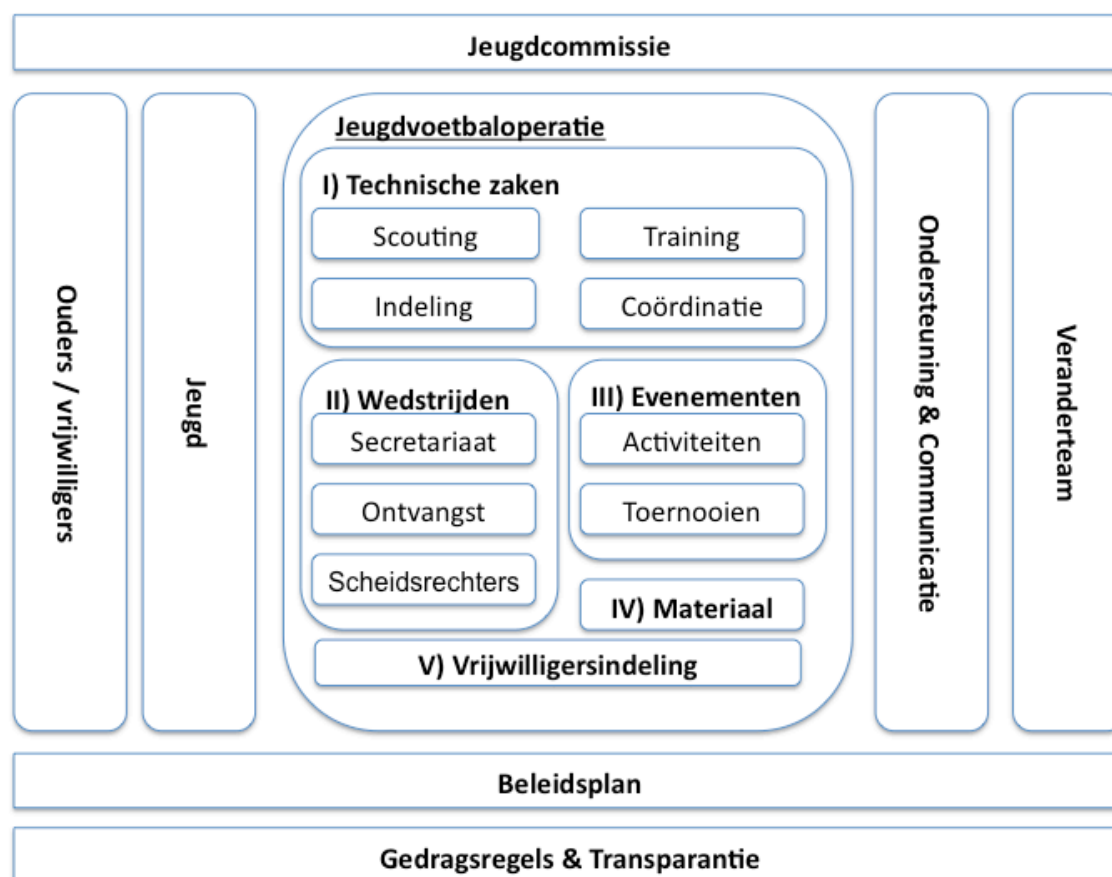 Jeugdcommissie
Ouders / vrijwilligers
Jeugd
Jeugdvoetbaloperatie
I) Technische zaken
Scouting
Training
Indeling
Coördinatie
II) Wedstrijden
Secretariaat
Ontvangst
Scheidsrechters
III) Evenementen
Activiteiten
Toernooien
IV) Materiaal
V) Vrijwilligersindeling
Ondersteuning & Communicatie
Veranderteam
Beleidsplan
Gedragsregels & Transparantie